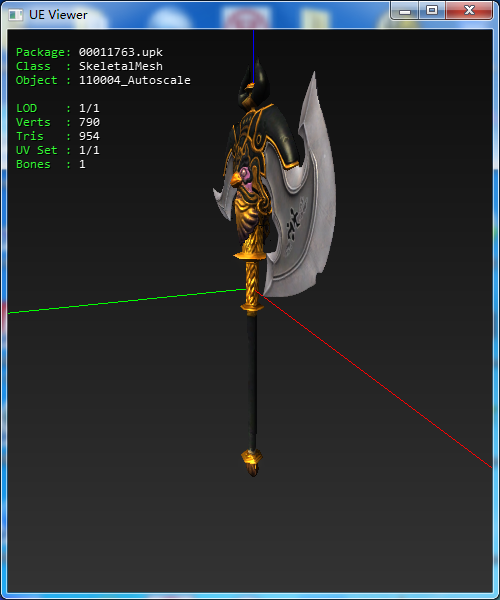 UE Viewer
Package: 00011763.upk
Class : SkeletalMesh
Object : 110004_Autoscale
LOD : 1/1
Verts : 790
Tris : 954
UV Set : 1/1
Bones : 1